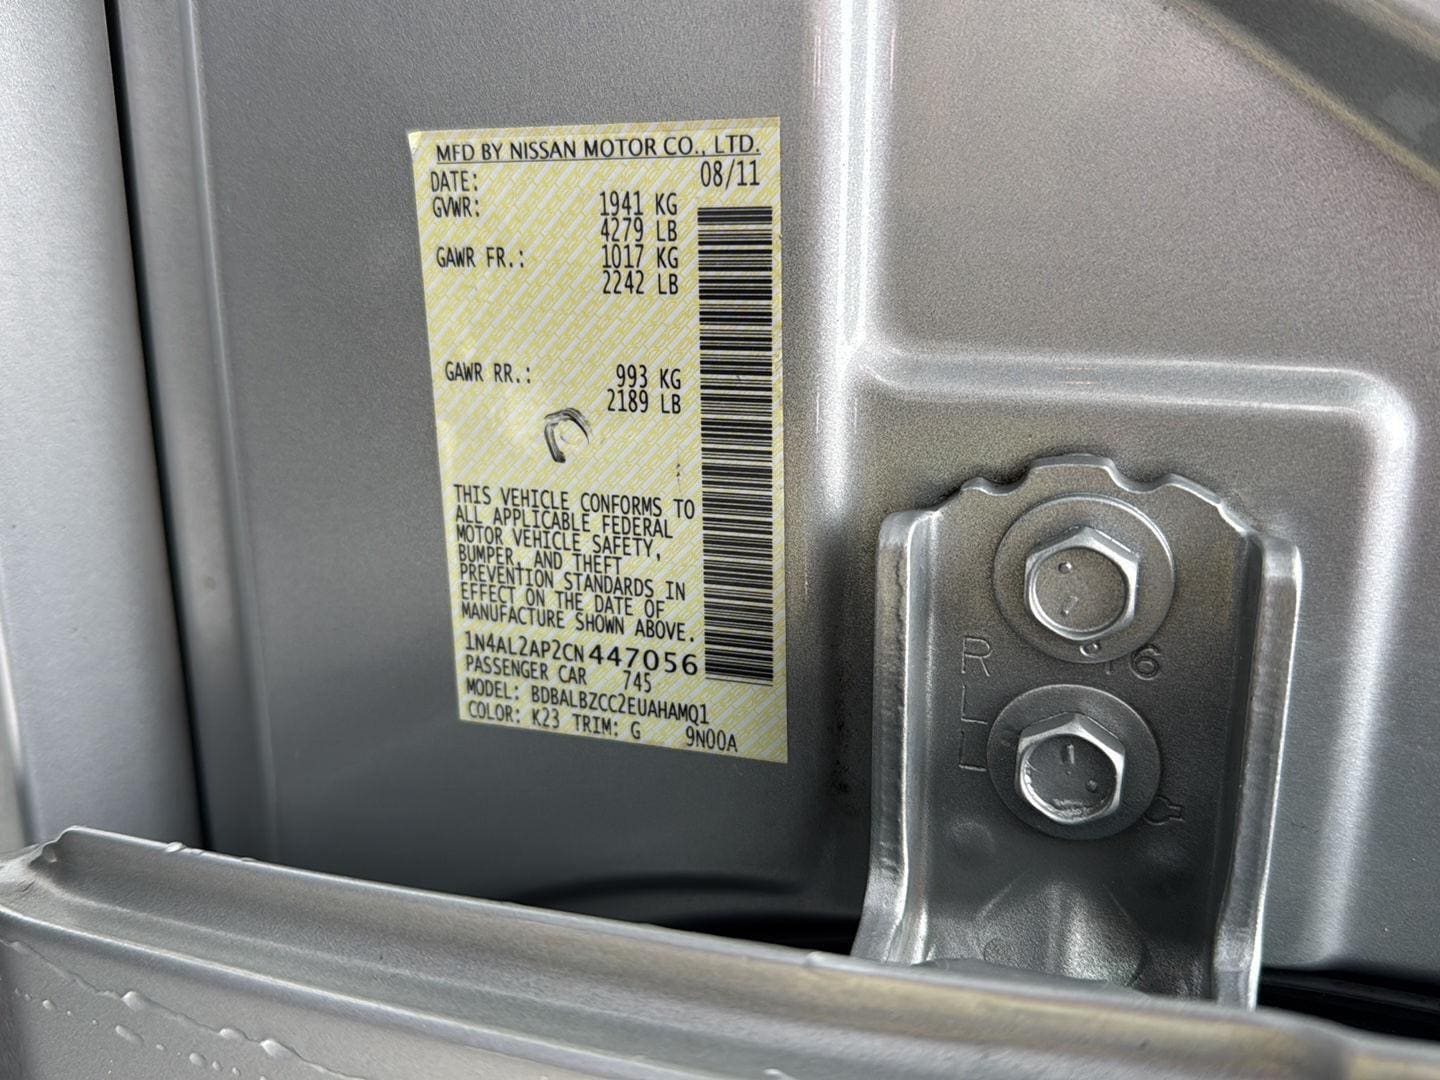 MFD BY NISSAN MOTOR CO., LTD.
DATE: 08/11
GVWR: 1941 KG
4279 LB
GAWR FR.: 1017 KG
2242 LB
GAWR RR.: 993 KG
2189 LB
THIS VEHICLE CONFORMS TO
ALL APPLICABLE FEDERAL
MOTOR VEHICLE SAFETY,
BUMPER, AND THEFT
PREVENTION STANDARDS IN
EFFECT ON THE DATE OF
MANUFACTURE SHOWN ABOVE.
1N4AL2AP2CN447056
PASSENGER CAR 745
MODEL: BDBALBZCC2EUAHAMQ1
COLOR: K23 TRIM: G 9N00A
RLL